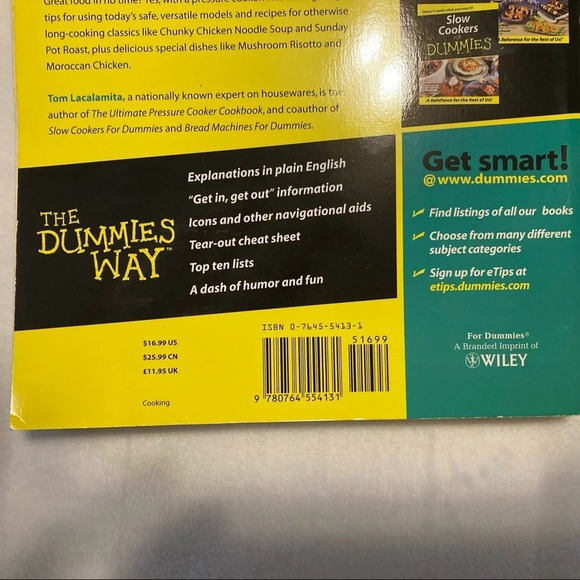 tips for using today's safe, versatile models and recipes for otherwise
long-cooking classics like Chunky Chicken Noodle Soup and Sunday
Pot Roast, plus delicious special dishes like Mushroom Risotto and
Moroccan Chicken.
Tom Lacalamita, a nationally known expert on housewares, is the
author of The Ultimate Pressure Cooker Cookbook, and coauthor of
Slow Cookers For Dummies and Bread Machines For Dummies.
Slow
Cookers
FOR
DUMMIES
A Reference for the Rest of Us!
A Reference for the Rest of Us!
THE
DUMMIES
WAY™
Explanations in plain English
"Get in, get out" information
Icons and other navigational aids
Tear-out cheat sheet
Top ten lists
A dash of humor and fun
Get smart!
@www.dummies.com
Find listings of all our books
Choose from many different
subject categories
Sign up for eTips at
etips.dummies.com
$16.99 US
$25.99 CN
£11.95 UK
Cooking
ISBN 0-7645-5413-1
51699
9 780764 554131
For Dummies®
A Branded Imprint of
WILEY